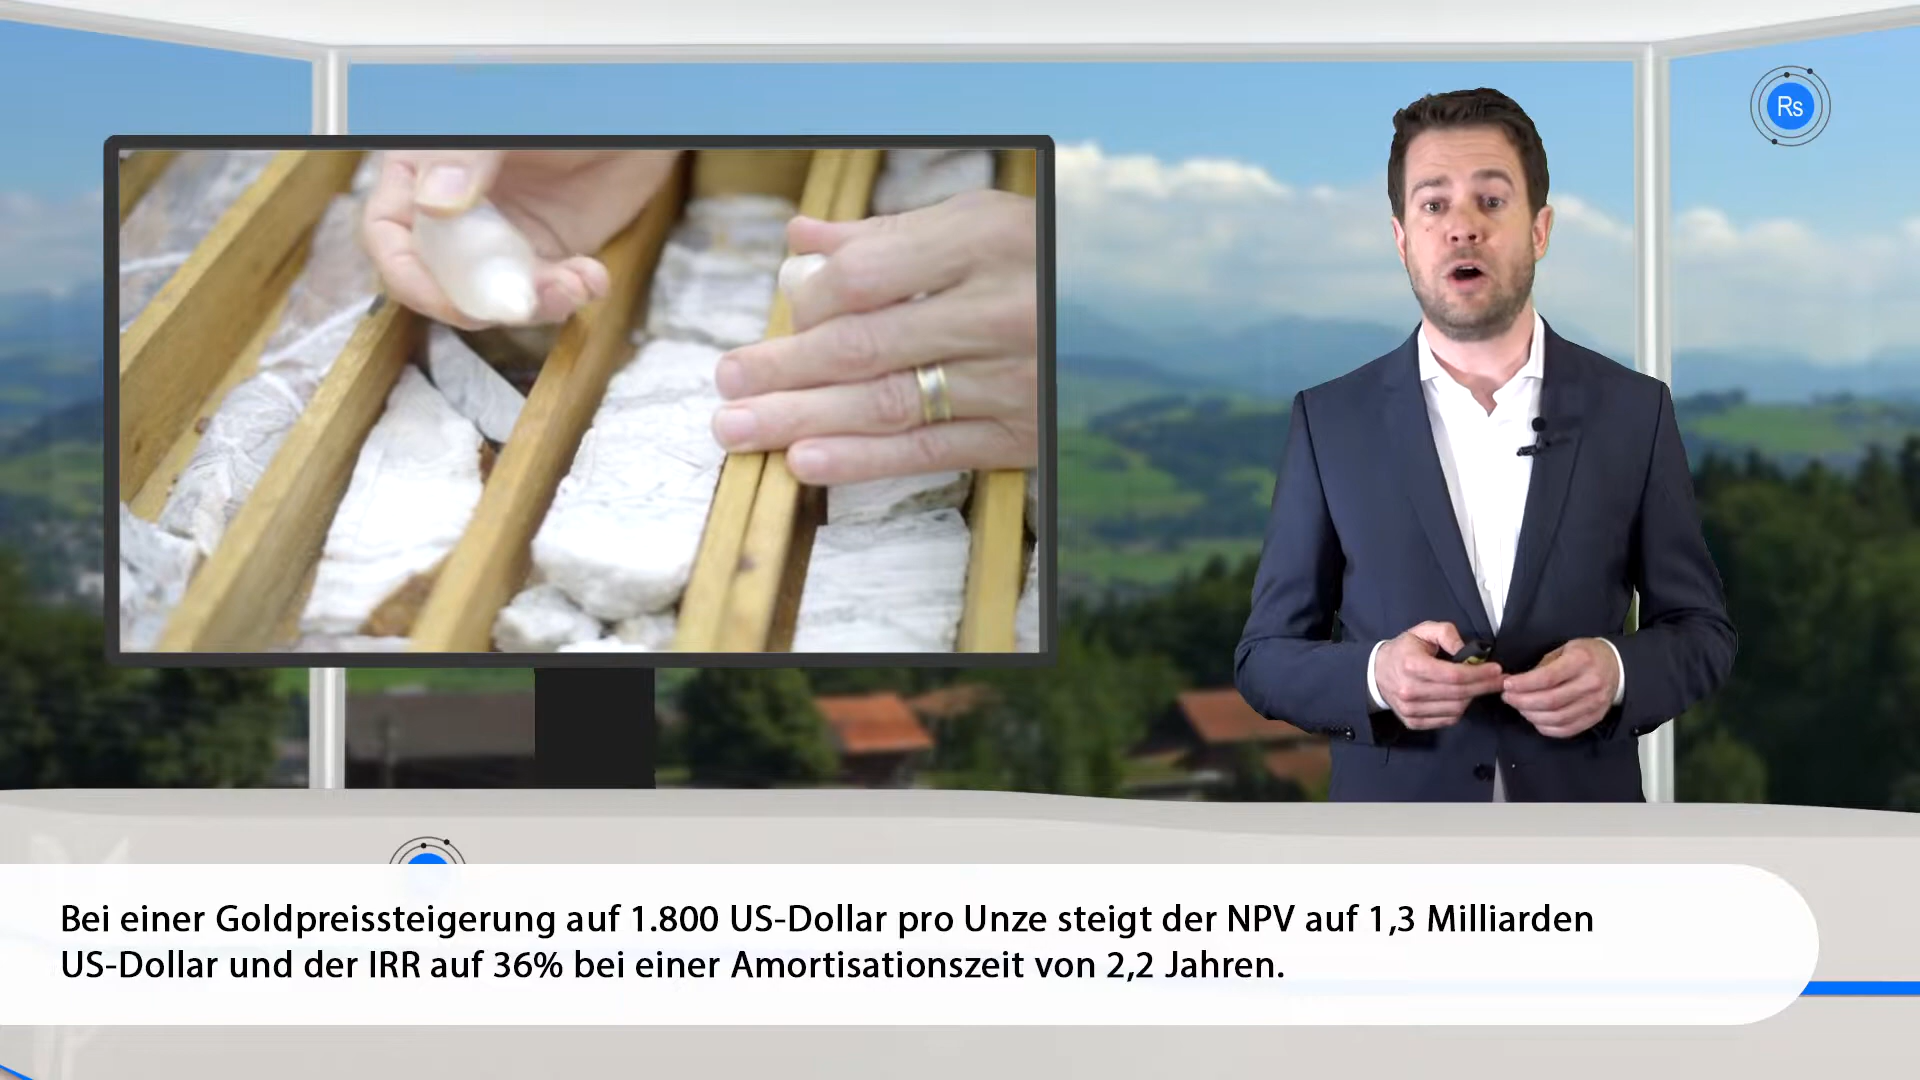 Rs
Bei einer Goldpreissteigerung auf 1.800 US-Dollar pro Unze steigt der NPV auf 1,3 Milliarden
US-Dollar und der IRR auf 36% bei einer Amortisationszeit von 2,2 Jahren.